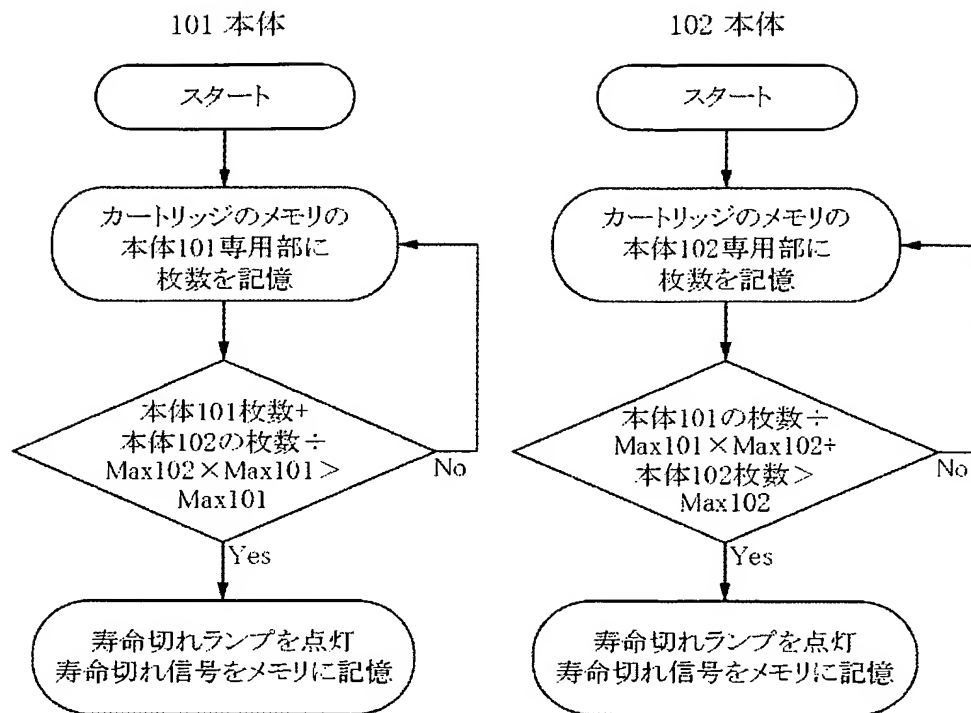 101 本体
スタート
カートリッジのメモリの
本体101専用部に
枚数を記憶
本体101枚数+
本体102の枚数÷
Max102×Max101>
Max101
No
Yes
寿命切れランプを点灯
寿命切れ信号をメモリに記憶
102 本体
スタート
カートリッジのメモリの
本体102専用部に
枚数を記憶
本体101の枚数÷
Max101×Max102+
本体102枚数>
Max102
No
Yes
寿命切れランプを点灯
寿命切れ信号をメモリに記憶